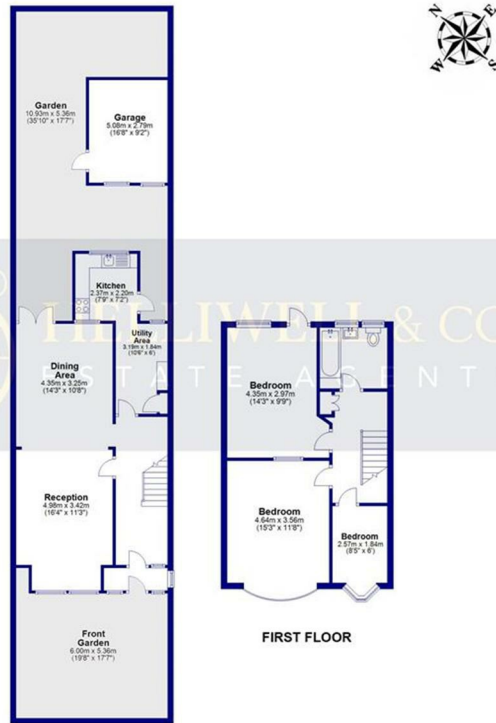 N
E
W
S
Garden
10.93m x 5.36m
(35'10" x 17'7")
Garage
5.08m x 2.79m
(16'8" x 9'2")
Kitchen
2.37m x 2.20m
(7'9" x 7'2")
Utility
Area
3.19m x 1.84m
(10'6" x 6')
HELLIWELL & CO
ESTATE AGENT
Dining
Area
4.35m x 3.25m
(14'3" x 10'8")
Reception
4.98m x 3.42m
(16'4" x 11'3")
Front
Garden
6.00m x 5.36m
(19'8" x 17'7")
Bedroom
4.35m x 2.97m
(14'3" x 9'9")
Bedroom
4.64m x 3.56m
(15'3" x 11'8")
Bedroom
2.57m x 1.84m
(8'5" x 6')
FIRST FLOOR